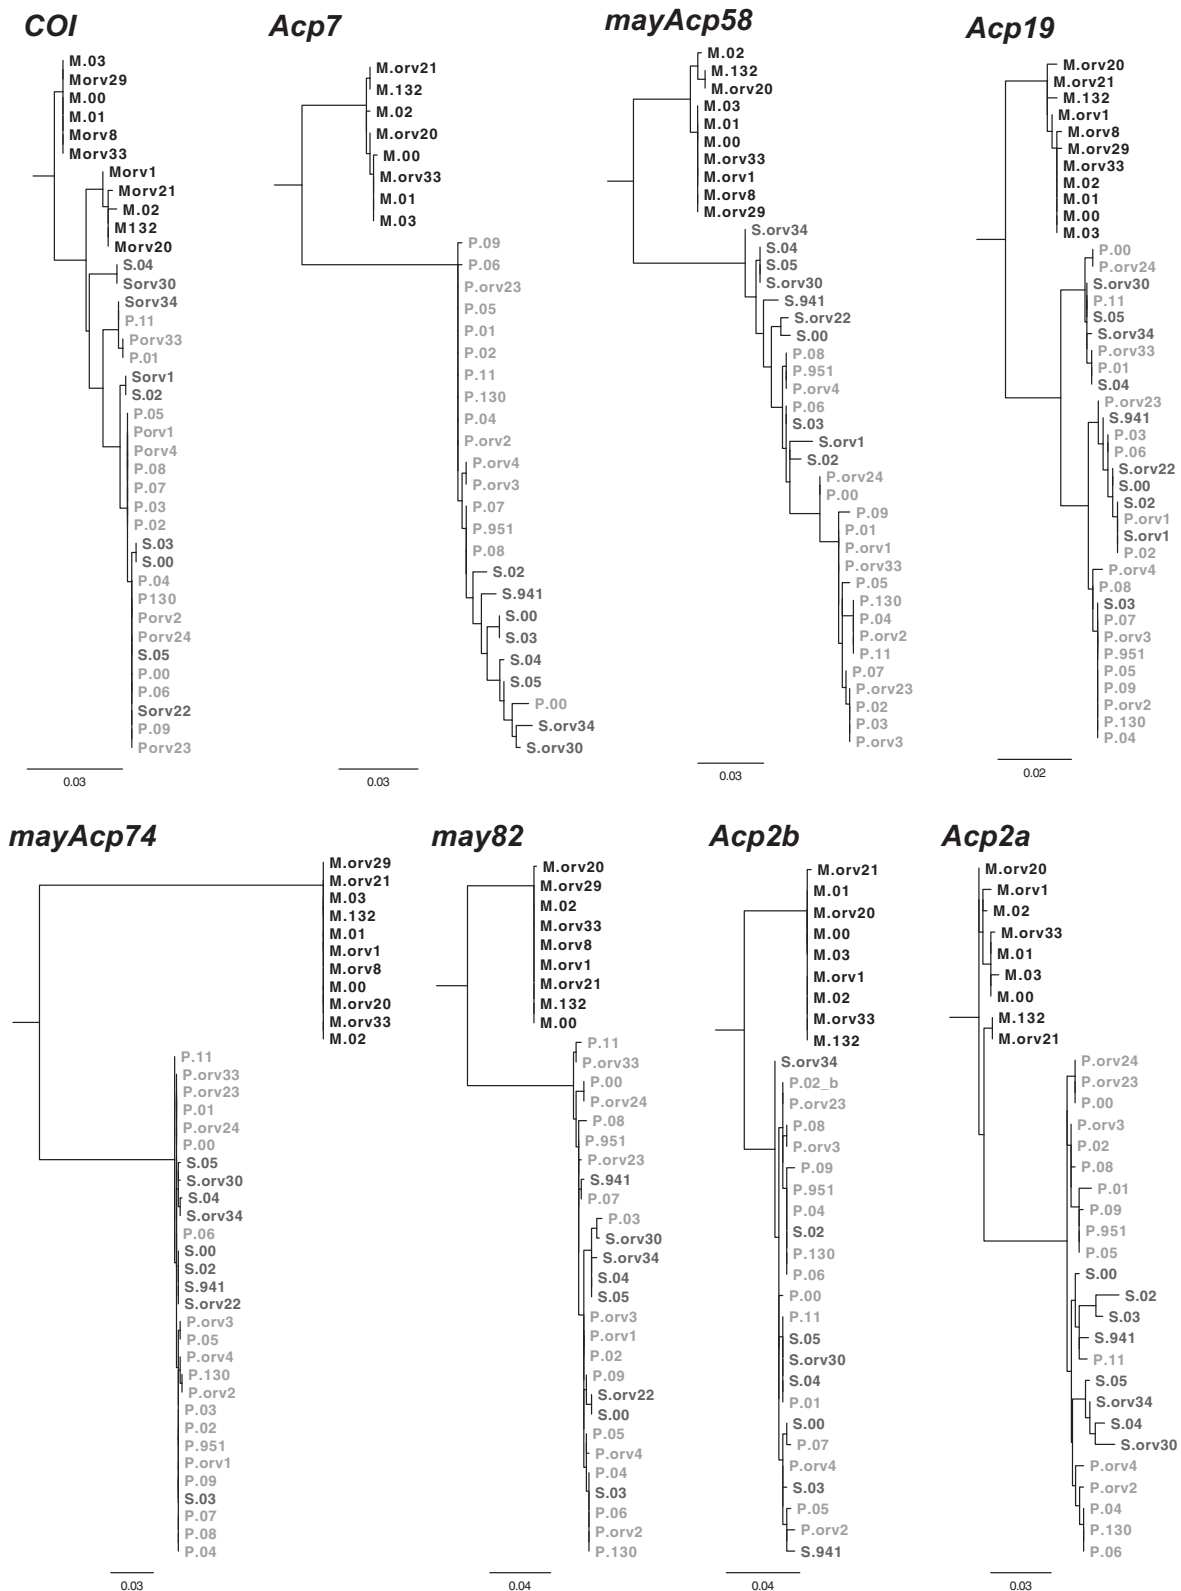 COI
M.03
Morv29
M.00
M.01
Morv8
Morv33
Morv1
Morv21
M.02
M132
Morv20
S.04
Sorv30
Sorv34
P.11
Porv33
P.01
Sorv1
S.02
P.05
Porv1
Porv4
P.08
P.07
P.03
P.02
S.03
S.00
P.04
P130
Porv2
Porv24
S.05
P.00
P.06
Sorv22
P.09
Porv23
0.03
Acp7
M.orv21
M.132
M.02
M.orv20
M.00
M.orv33
M.01
M.03
P.09
P.06
P.orv23
P.05
P.01
P.02
P.11
P.130
P.04
P.orv2
P.orv4
P.orv3
P.07
P.951
P.08
S.02
S.941
S.00
S.03
S.04
S.05
P.00
S.orv34
S.orv30
0.03
mayAcp58
M.02
M.132
M.orv20
M.03
M.01
M.00
M.orv33
M.orv1
M.orv8
M.orv29
S.orv34
S.04
S.05
S.orv30
S.941
S.orv22
S.00
P.08
P.951
P.orv4
P.06
S.03
S.orv1
S.02
P.orv24
P.00
P.09
P.01
P.orv1
P.orv33
P.05
P.130
P.04
P.orv2
P.11
P.07
P.orv23
P.02
P.03
P.orv3
0.03
Acp19
M.orv20
M.orv21
M.132
M.orv1
M.orv8
M.orv29
M.orv33
M.02
M.01
M.00
M.03
P.00
P.orv24
S.orv30
P.11
S.05
S.orv34
P.orv33
P.01
S.04
P.orv23
S.941
P.03
P.06
S.orv22
S.00
S.02
P.orv1
S.orv1
P.02
P.orv4
P.08
S.03
P.07
P.orv3
P.951
P.05
P.09
P.orv2
P.130
P.04
0.02
mayAcp74
M.orv29
M.orv21
M.03
M.132
M.01
M.orv1
M.orv8
M.00
M.orv20
M.orv33
M.02
P.11
P.orv33
P.orv23
P.01
P.orv24
P.00
S.05
S.orv30
S.04
S.orv34
P.06
S.00
S.02
S.941
S.orv22
P.orv3
P.05
P.orv4
P.130
P.orv2
P.03
P.02
P.951
P.orv1
P.09
S.03
P.07
P.08
P.04
0.03
may82
M.orv20
M.orv29
M.02
M.orv33
M.orv8
M.orv1
M.orv21
M.132
M.00
P.11
P.orv33
P.00
P.orv24
P.08
P.951
P.orv23
S.941
P.07
P.03
S.orv30
S.orv34
S.04
S.05
P.orv3
P.orv1
P.02
P.09
S.orv22
S.00
P.05
P.orv4
P.04
S.03
P.06
P.orv2
P.130
0.04
Acp2b
M.orv21
M.01
M.orv20
M.00
M.03
M.orv1
M.02
M.orv33
M.132
S.orv34
P.02_b
P.orv23
P.08
P.orv3
P.09
P.951
P.04
S.02
P.130
P.06
P.00
P.11
S.05
S.orv30
S.04
P.01
S.00
P.07
P.orv4
S.03
P.05
P.orv2
S.941
0.04
Acp2a
M.orv20
M.orv1
M.02
M.orv33
M.01
M.03
M.00
M.132
M.orv21
P.orv24
P.orv23
P.00
P.orv3
P.02
P.08
P.01
P.09
P.951
P.05
S.00
S.02
S.03
S.941
P.11
S.05
S.orv34
S.04
S.orv30
P.orv4
P.orv2
P.04
P.130
P.06
0.03